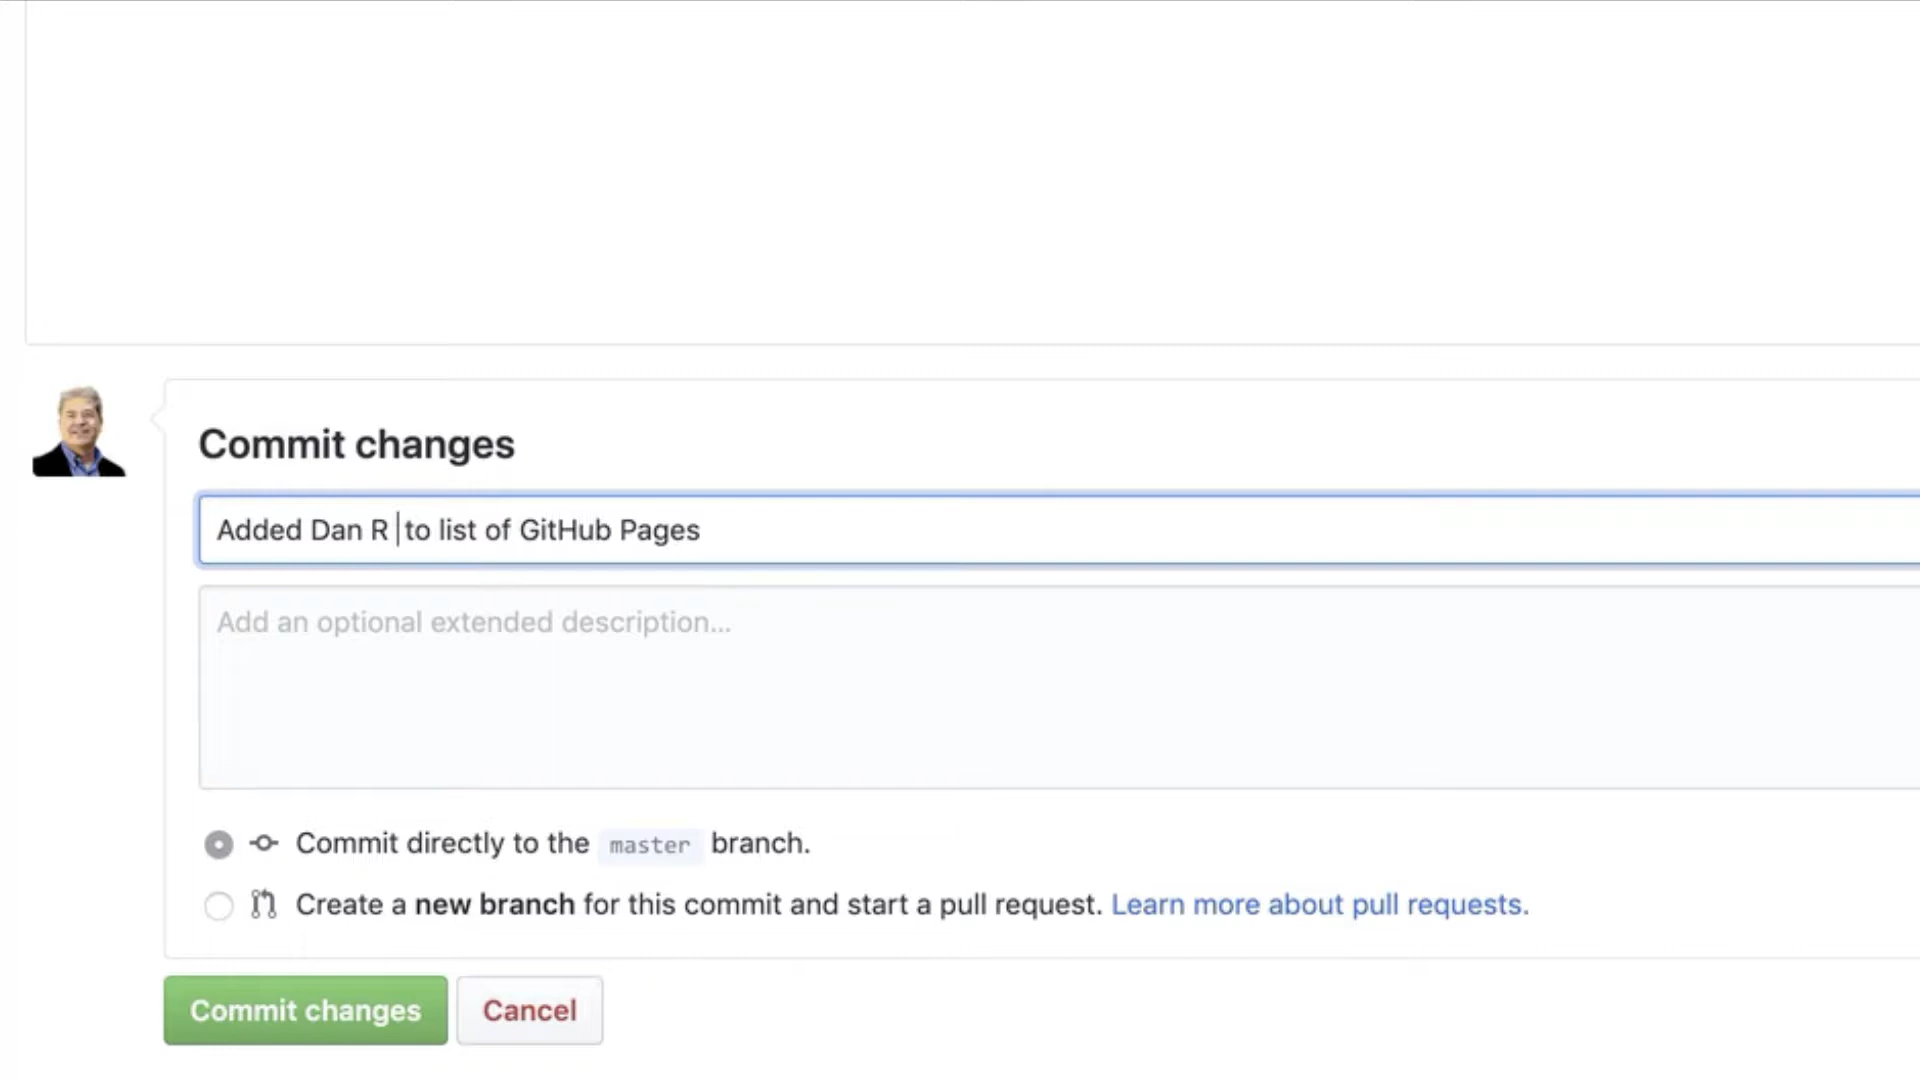 Commit changes
Added Dan R to list of GitHub Pages
Add an optional extended description...
Commit directly to the master branch.
Create a new branch for this commit and start a pull request. Learn more about pull requests.
Commit changes Cancel